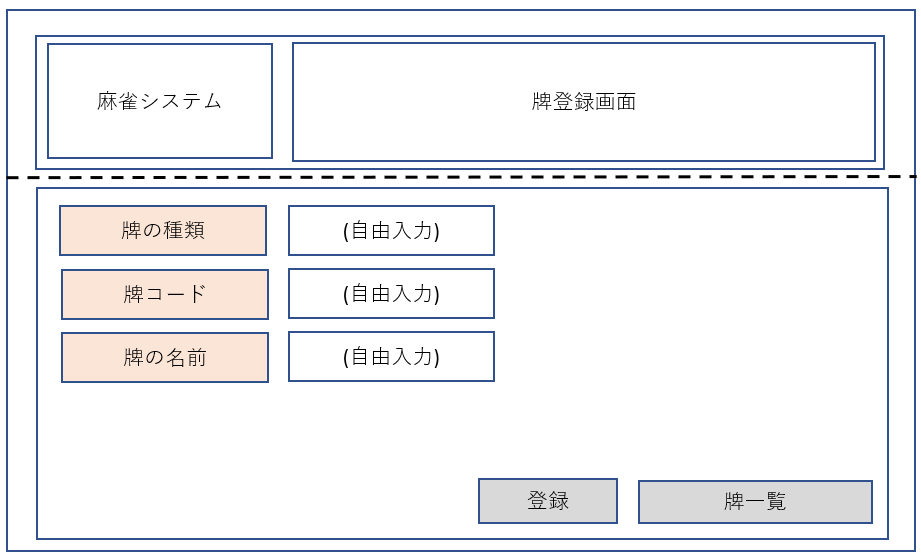 麻雀システム
牌登録画面
牌の種類
(自由入力)
牌コード
(自由入力)
牌の名前
(自由入力)
登録
牌一覧